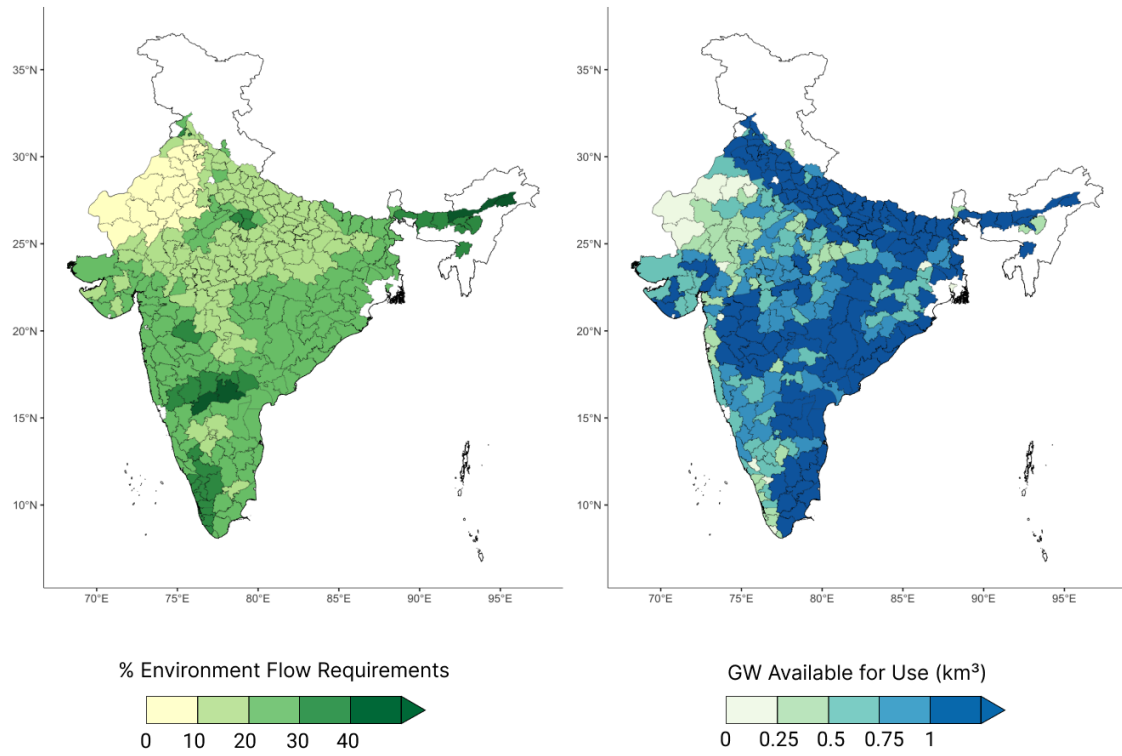 35°N
30°N
25°N
20°N
15°N
10°N
70°E 75°E 80°E 85°E 90°E 95°E
35°N
30°N
25°N
20°N
15°N
10°N
70°E 75°E 80°E 85°E 90°E 95°E
% Environment Flow Requirements
0 10 20 30 40
GW Available for Use (km³)
0 0.25 0.5 0.75 1